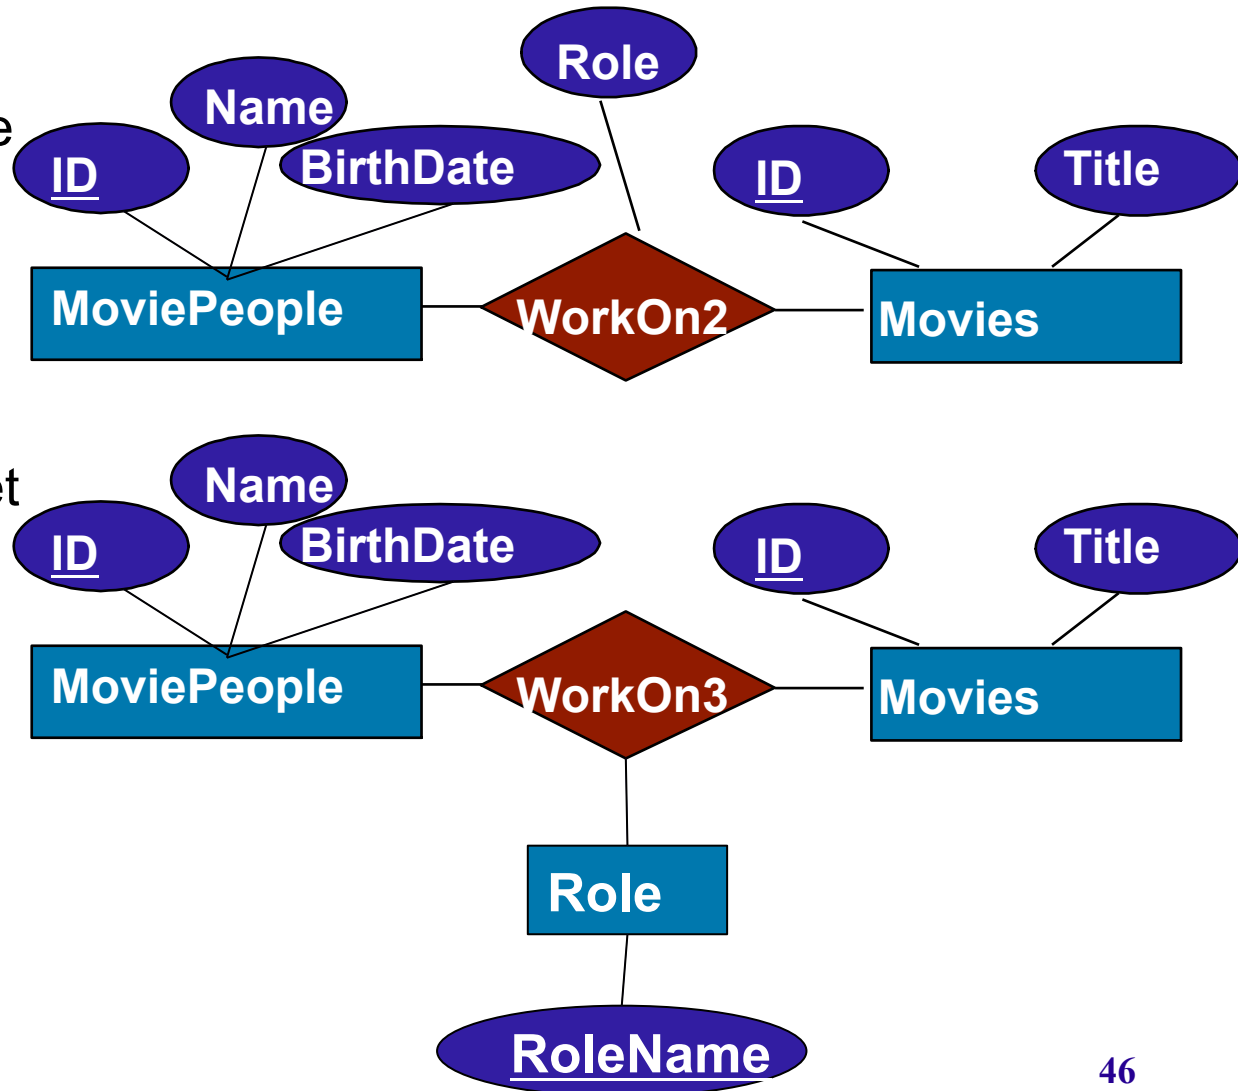 Role
Name
e
ID
BirthDate
ID
Title
MoviePeople
WorkOn2
Movies
Name
et
ID
BirthDate
ID
Title
MoviePeople
WorkOn3
Movies
Role
RoleName
46